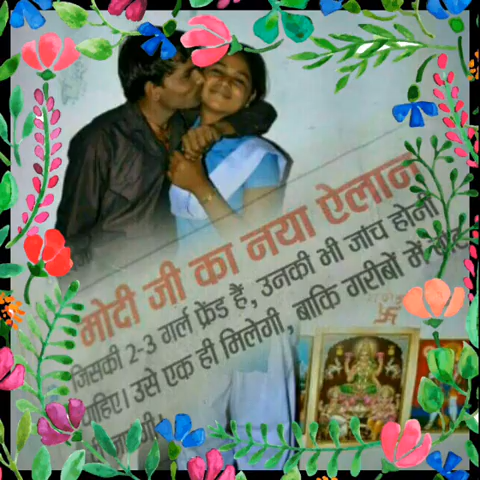 मोदी जी का नया ऐलान
जिसकी 2-3 गर्ल फ्रेंड हैं, उनकी भी जांच होनी
चाहिए। उसे एक ही मिलेगी, बाकि गरीबों में बांट